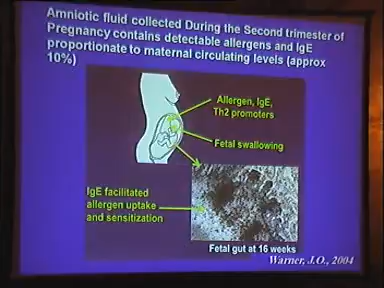 Amniotic fluid collected During the Second trimester of
Pregnancy contains detectable allergens and IgE
proportionate to maternal circulating levels (approx
10%)
Allergen, IgE,
Th2 promoters
Fetal swallowing
IgE facilitated
allergen uptake
and sensitization
Fetal gut at 16 weeks
Warner, J.O., 2004